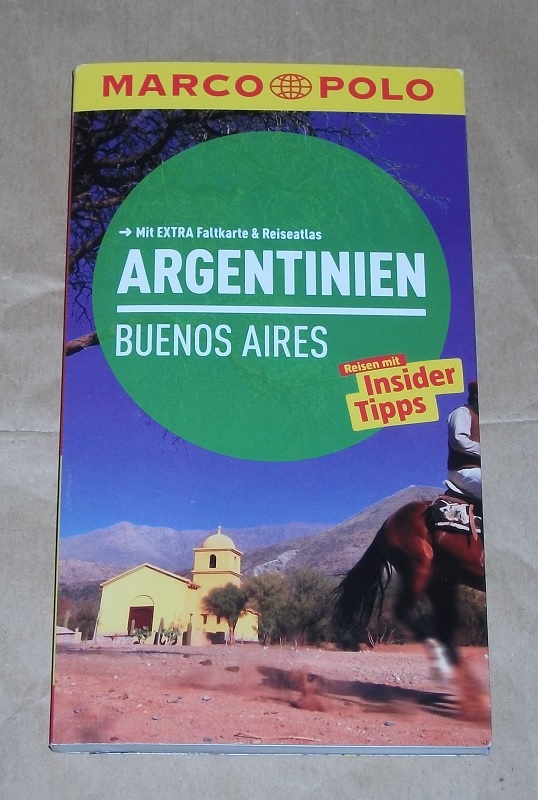 MARCO POLO
→ Mit EXTRA Faltkarte & Reiseatlas
ARGENTINIEN
BUENOS AIRES
Reisen mit
Insider
Tipps